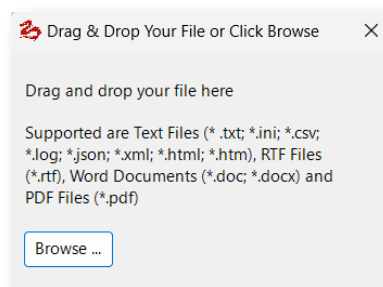 Drag & Drop Your File or Click Browse
Drag and drop your file here
Supported are Text Files (* .txt; *.ini; *.csv;
*.log; *.json; *.xml; *.html; *.htm), RTF Files
(*.rtf), Word Documents (*.doc; *.docx) and
PDF Files (*.pdf)
Browse ...